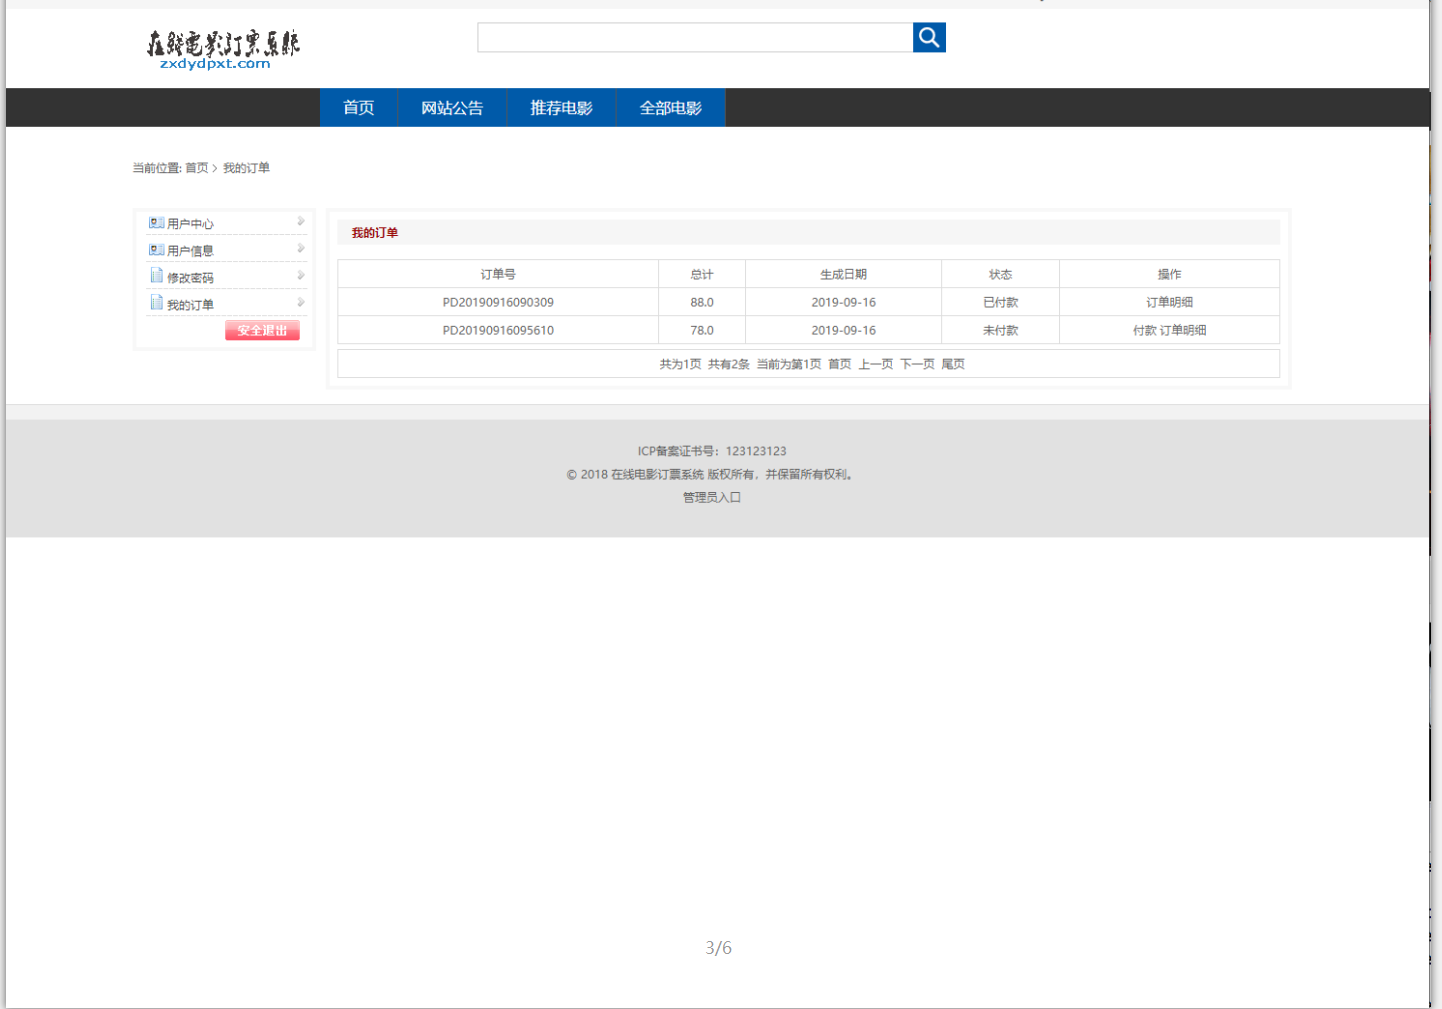 在线电影订票系统
zxdydpxt.com
首页 网站公告 推荐电影 全部电影
当前位置: 首页 > 我的订单
用户中心
用户信息
修改密码
我的订单
安全退出
我的订单
订单号 总计 生成日期 状态 操作
PD20190916090309 88.0 2019-09-16 已付款 订单明细
PD20190916095610 78.0 2019-09-16 未付款 付款 订单明细
共为1页 共有2条 当前为第1页 首页 上一页 下一页 尾页
ICP备案证书号：123123123
© 2018 在线电影订票系统 版权所有，并保留所有权利。
管理员入口
3/6